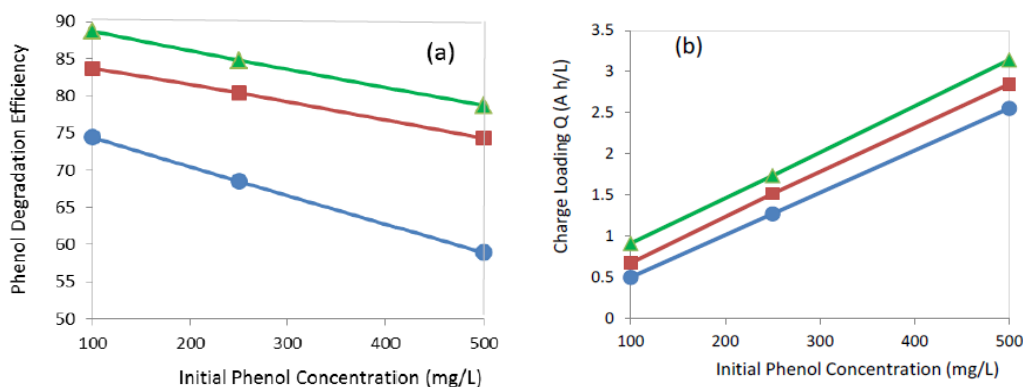 (a)
Phenol Degradation Efficiency
90
85
80
75
70
65
60
55
50
100 200 300 400 500
Initial Phenol Concentration (mg/L)
(b)
Charge Loading Q (A h/L)
3.5
3
2.5
2
1.5
1
0.5
0
100 200 300 400 500
Initial Phenol Concentration (mg/L)